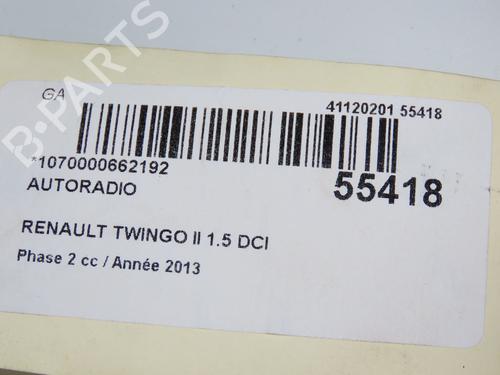 GA
41120201 55418
*1070000662192
55418
AUTORADIO
RENAULT TWINGO II 1.5 DCI
Phase 2 cc / Année 2013
B-PARTS